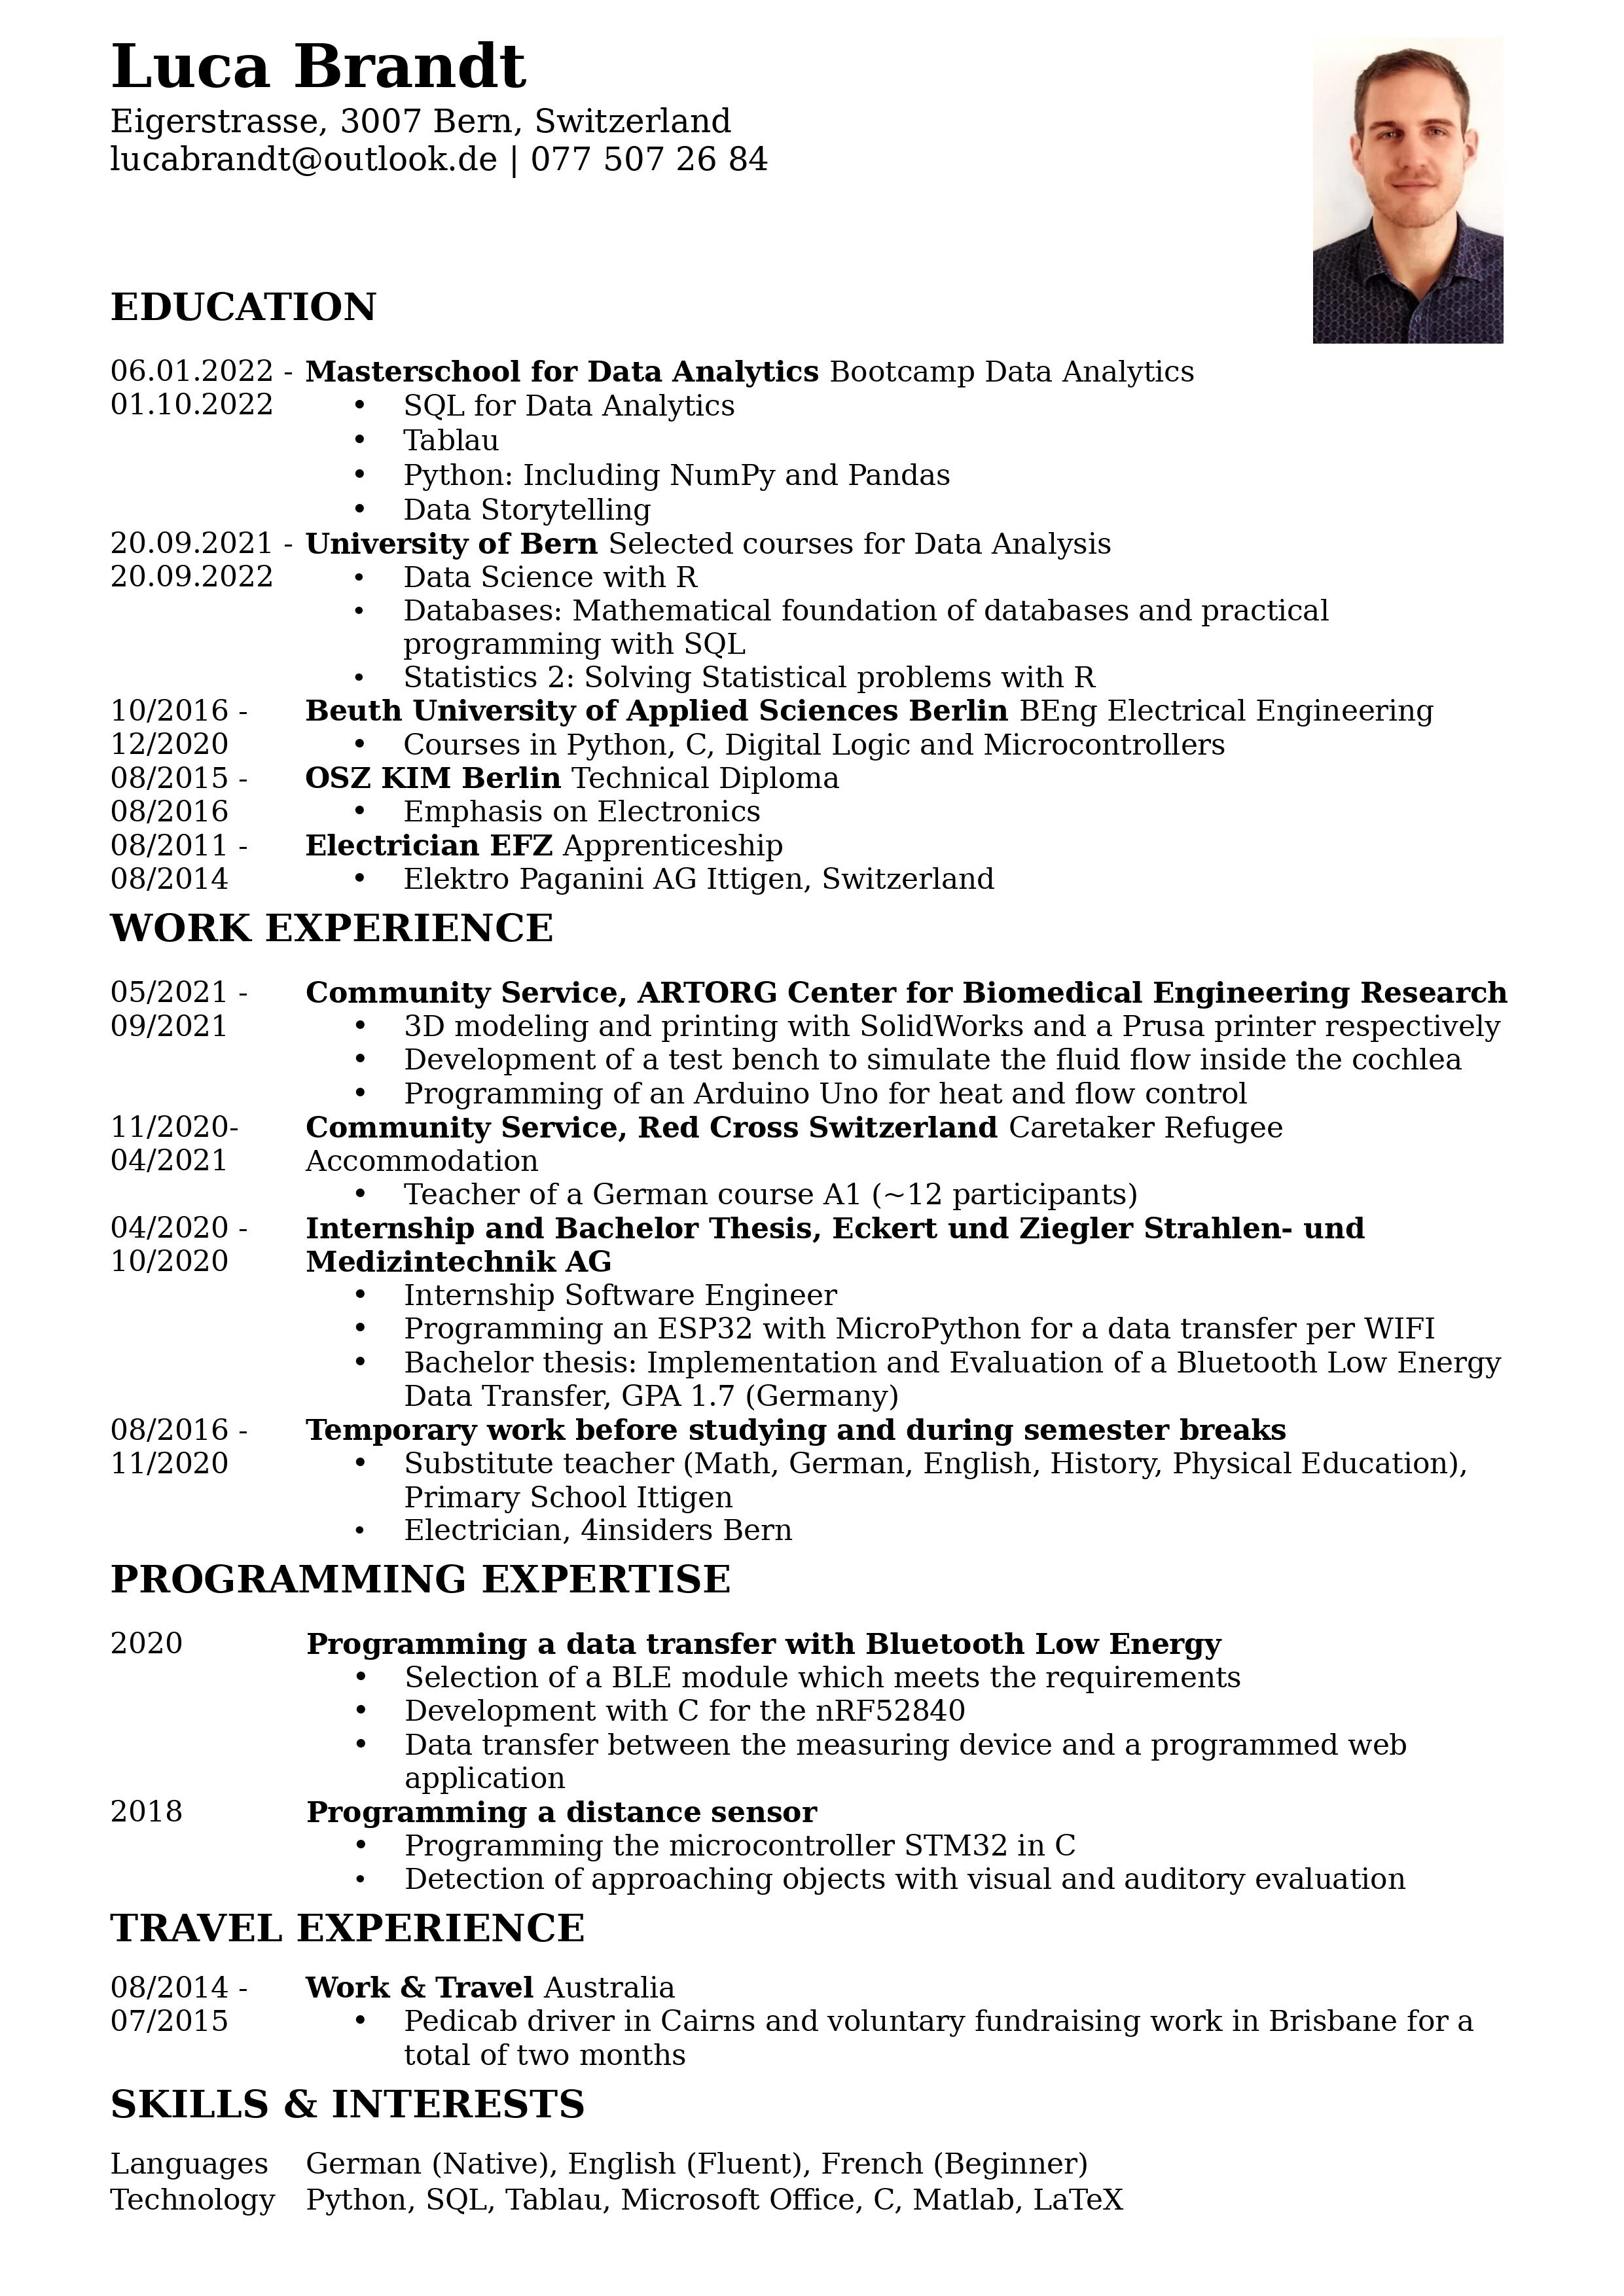 Luca Brandt
Eigerstrasse, 3007 Bern, Switzerland
lucabrandt@outlook.de | 077 507 26 84
EDUCATION
06.01.2022 - Masterschool for Data Analytics Bootcamp Data Analytics
01.10.2022 • SQL for Data Analytics
• Tablau
• Python: Including NumPy and Pandas
• Data Storytelling
20.09.2021 - University of Bern Selected courses for Data Analysis
20.09.2022 • Data Science with R
• Databases: Mathematical foundation of databases and practical
programming with SQL
• Statistics 2: Solving Statistical problems with R
10/2016 - Beuth University of Applied Sciences Berlin BEng Electrical Engineering
12/2020 • Courses in Python, C, Digital Logic and Microcontrollers
08/2015 - OSZ KIM Berlin Technical Diploma
08/2016 • Emphasis on Electronics
08/2011 - Electrician EFZ Apprenticeship
08/2014 • Elektro Paganini AG Ittigen, Switzerland
WORK EXPERIENCE
05/2021 - Community Service, ARTORG Center for Biomedical Engineering Research
09/2021 • 3D modeling and printing with SolidWorks and a Prusa printer respectively
• Development of a test bench to simulate the fluid flow inside the cochlea
• Programming of an Arduino Uno for heat and flow control
11/2020- Community Service, Red Cross Switzerland Caretaker Refugee
04/2021 Accommodation
• Teacher of a German course A1 (~12 participants)
04/2020 - Internship and Bachelor Thesis, Eckert und Ziegler Strahlen- und
10/2020 Medizintechnik AG
• Internship Software Engineer
• Programming an ESP32 with MicroPython for a data transfer per WIFI
• Bachelor thesis: Implementation and Evaluation of a Bluetooth Low Energy
Data Transfer, GPA 1.7 (Germany)
08/2016 - Temporary work before studying and during semester breaks
11/2020 • Substitute teacher (Math, German, English, History, Physical Education),
Primary School Ittigen
• Electrician, 4insiders Bern
PROGRAMMING EXPERTISE
2020 Programming a data transfer with Bluetooth Low Energy
• Selection of a BLE module which meets the requirements
• Development with C for the nRF52840
• Data transfer between the measuring device and a programmed web
application
2018 Programming a distance sensor
• Programming the microcontroller STM32 in C
• Detection of approaching objects with visual and auditory evaluation
TRAVEL EXPERIENCE
08/2014 - Work & Travel Australia
07/2015 • Pedicab driver in Cairns and voluntary fundraising work in Brisbane for a
total of two months
SKILLS & INTERESTS
Languages German (Native), English (Fluent), French (Beginner)
Technology Python, SQL, Tablau, Microsoft Office, C, Matlab, LaTeX